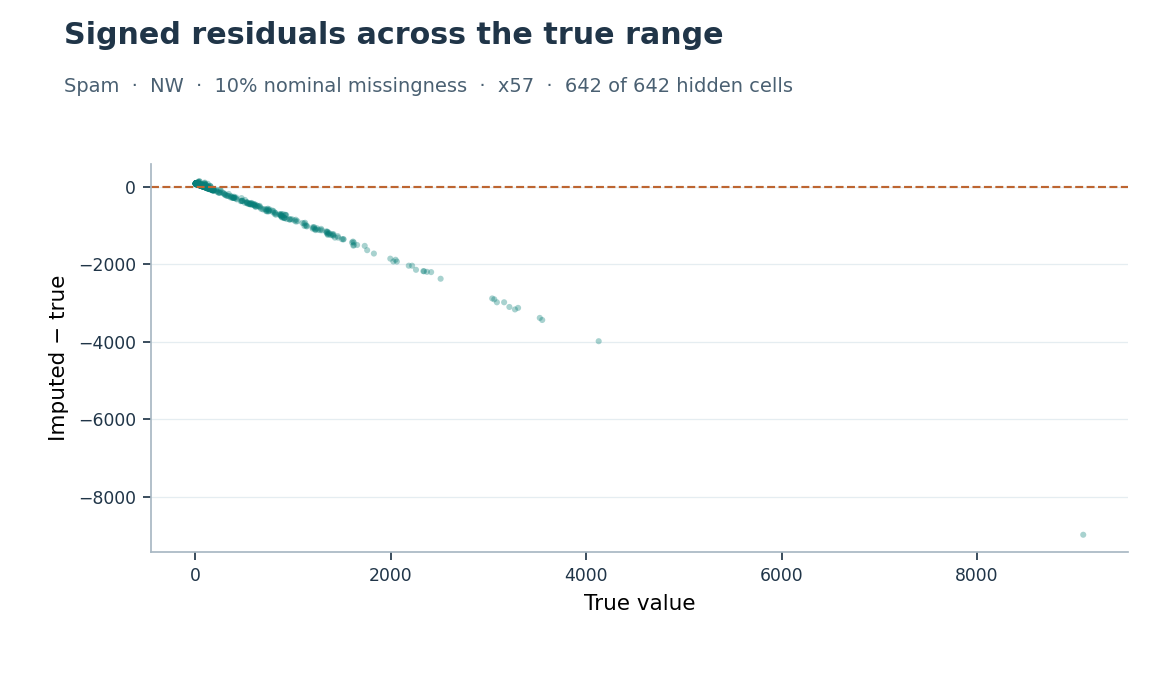 Signed residuals across the true range
Spam · NW · 10% nominal missingness · x57 · 642 of 642 hidden cells
0
−2000
−4000
−6000
−8000
Imputed − true
0 2000 4000 6000 8000
True value